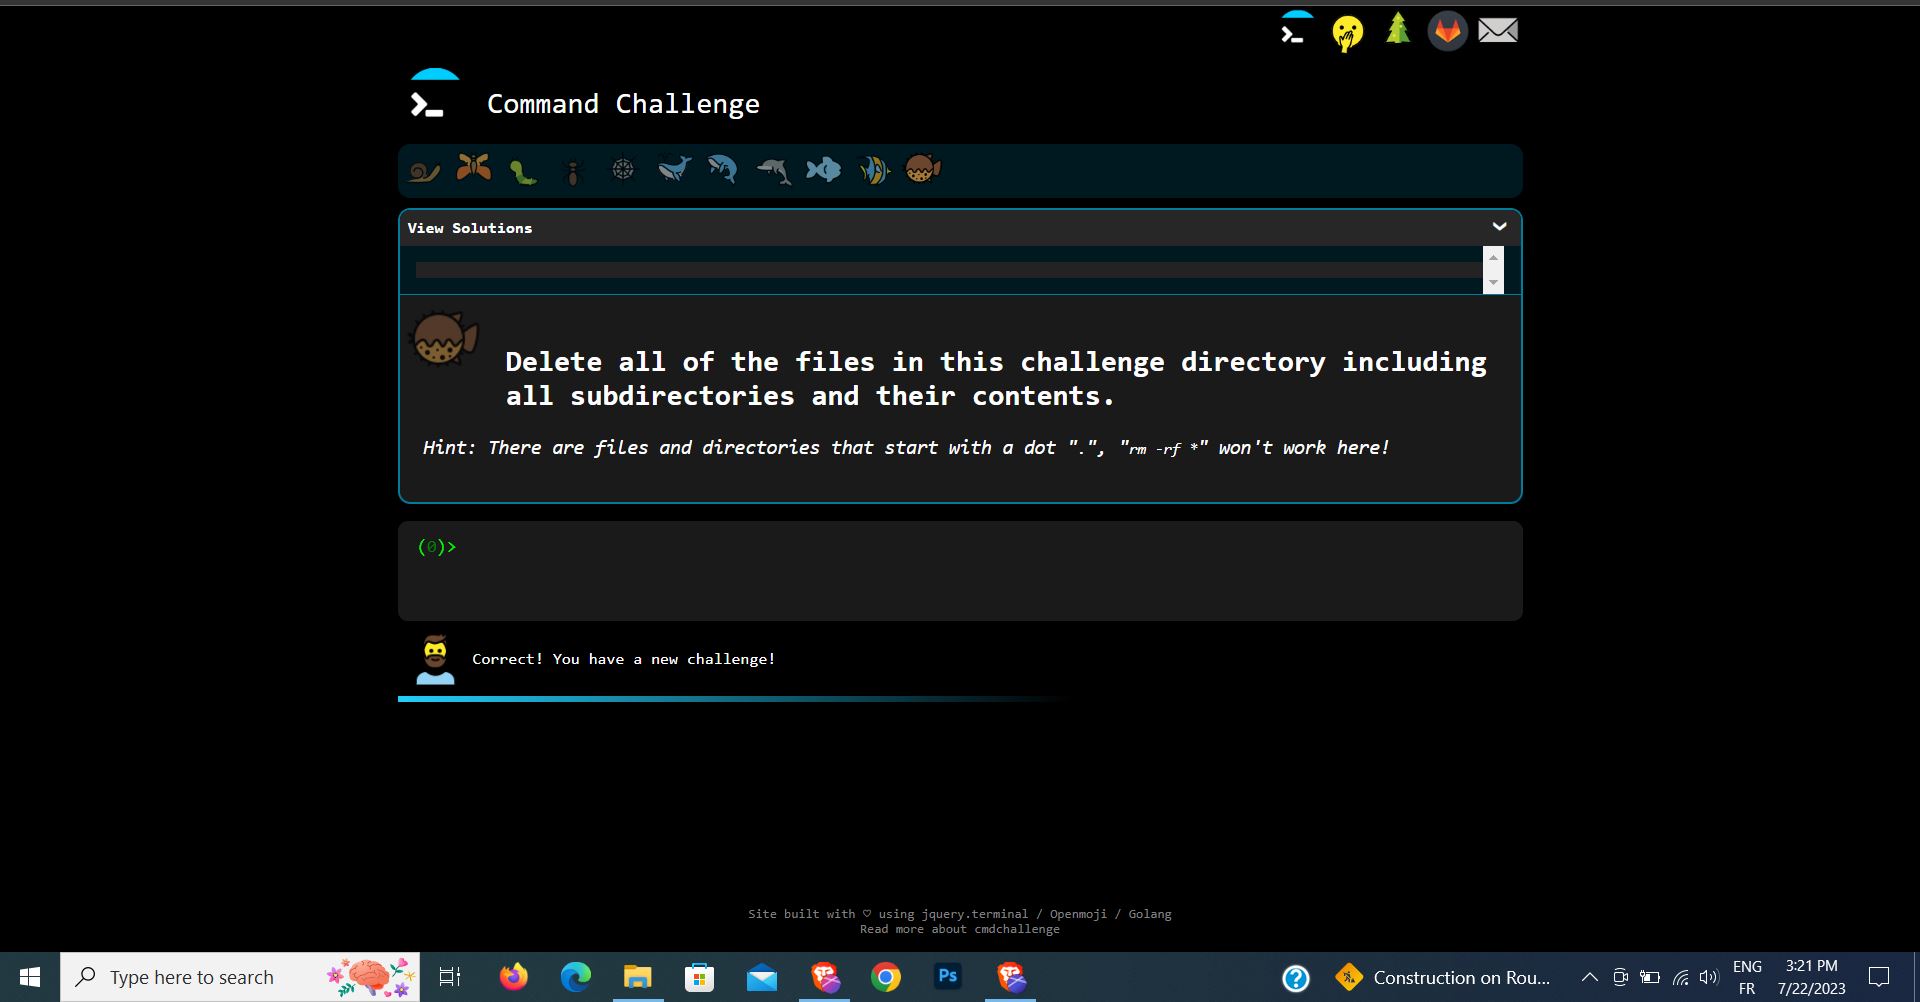 Command Challenge
View Solutions
Delete all of the files in this challenge directory including
all subdirectories and their contents.
Hint: There are files and directories that start with a dot ".", "rm -rf *" won't work here!
(0)>
Correct! You have a new challenge!
Site built with ♡ using jquery.terminal / Openmoji / Golang
Read more about cmdchallenge
Type here to search
Ps
Construction on Rou...
ENG
FR
3:21 PM
7/22/2023